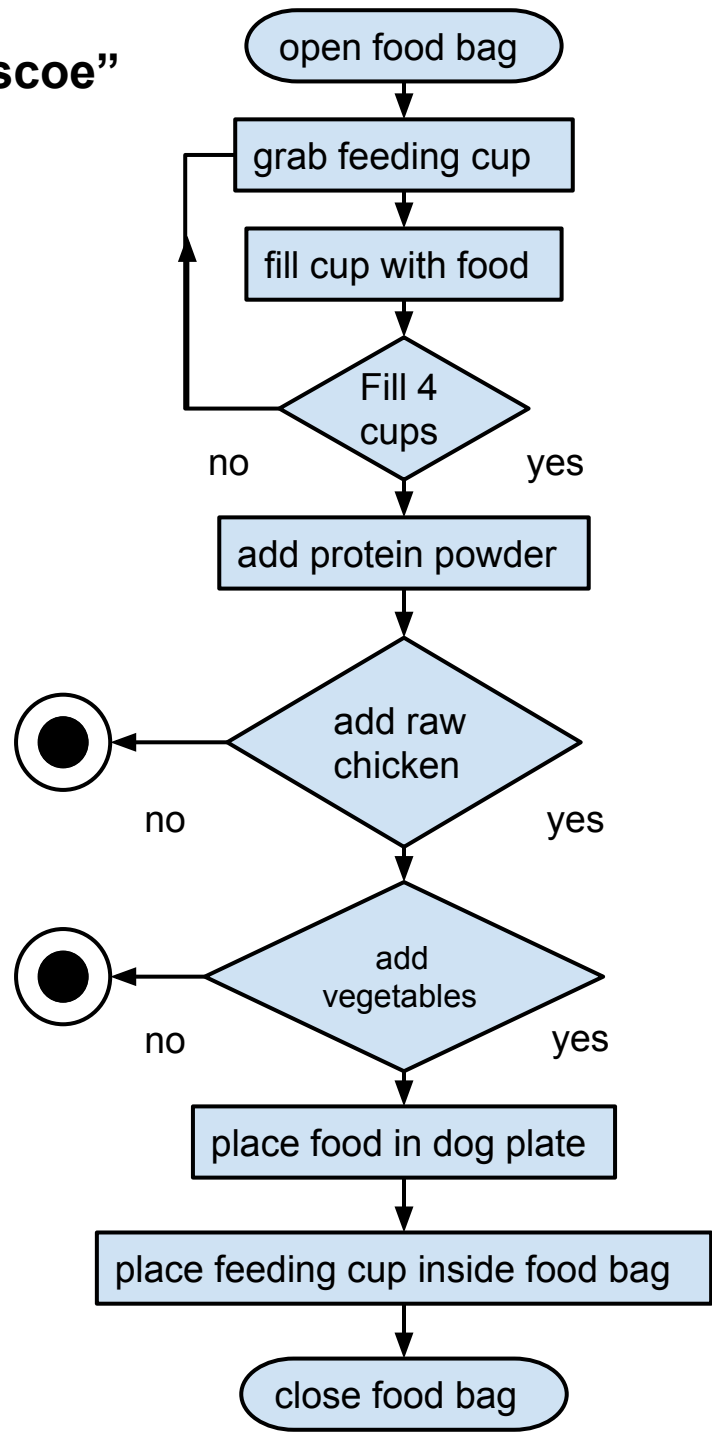 scoe”
open food bag
grab feeding cup
fill cup with food
Fill 4
cups
no
yes
add protein powder
add raw
chicken
no
yes
add
vegetables
no
yes
place food in dog plate
place feeding cup inside food bag
close food bag